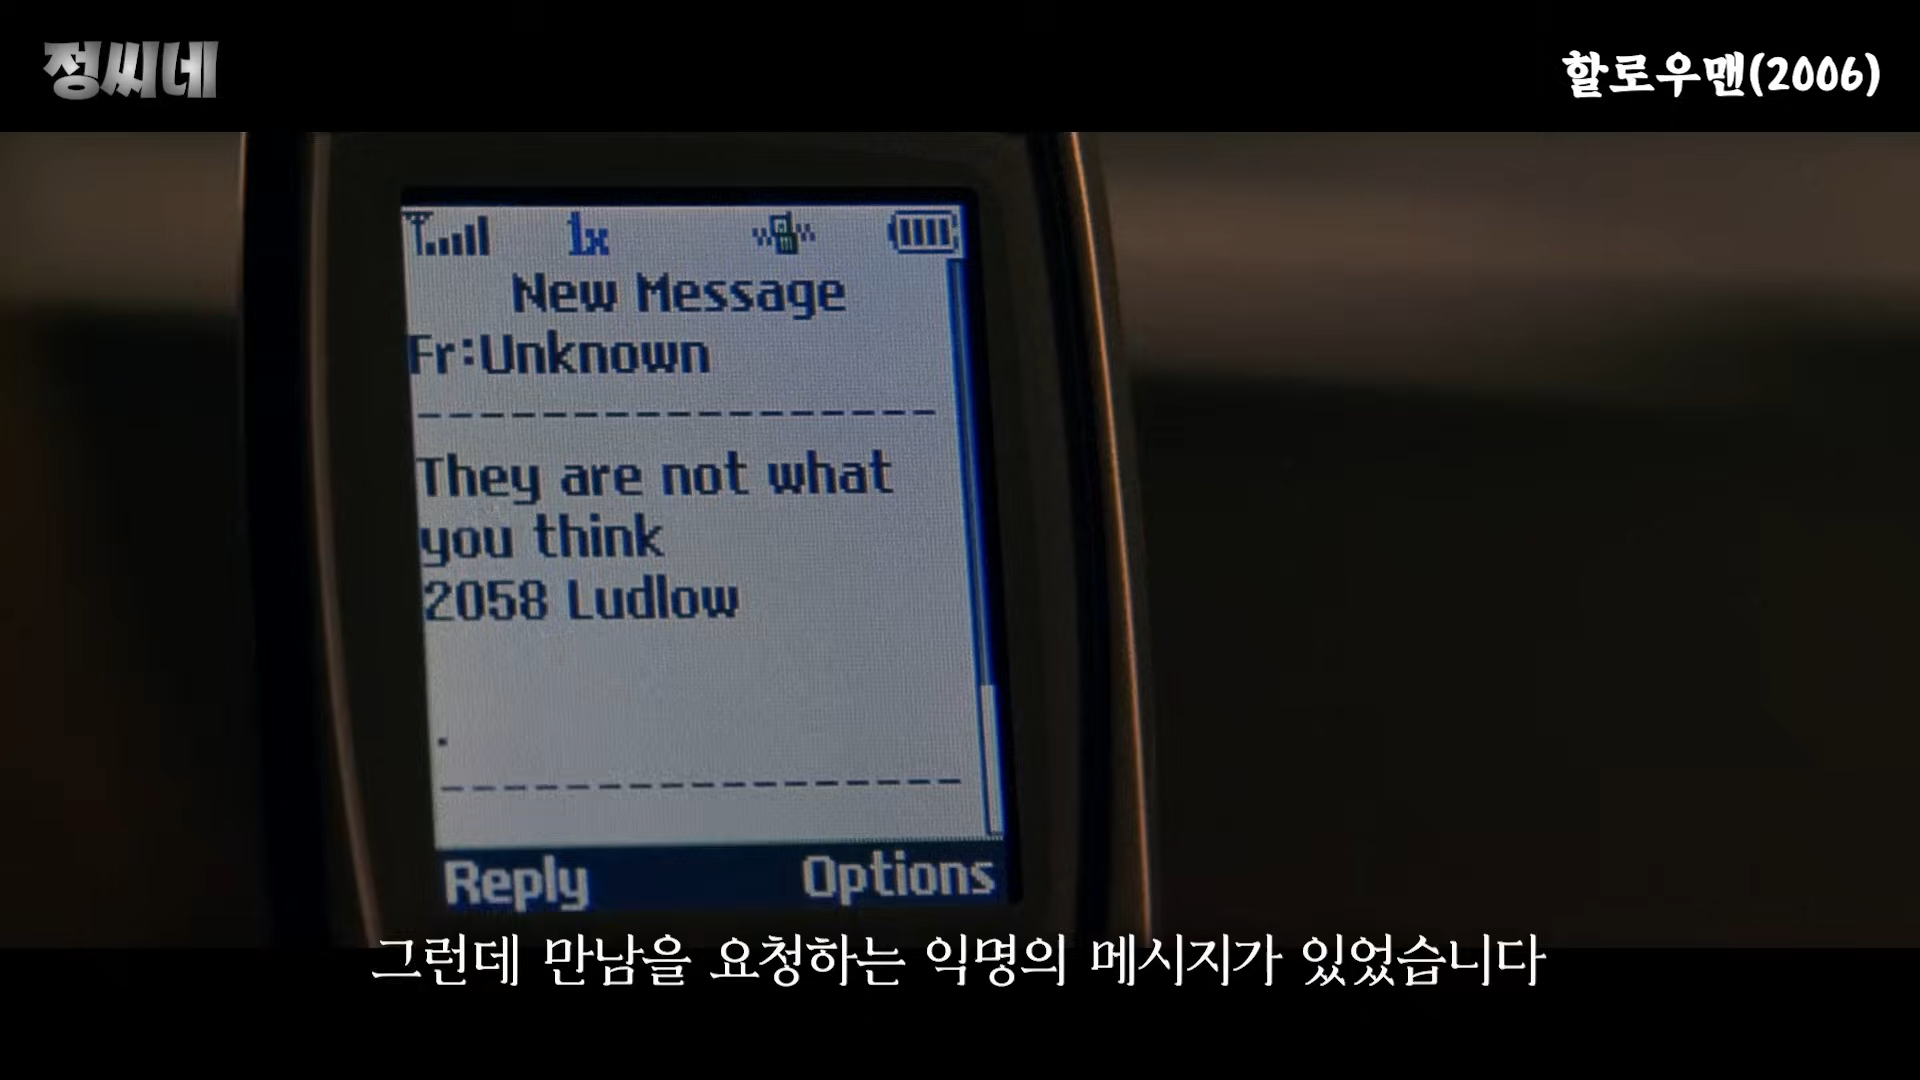 정씨네
할로우맨(2006)
1x
New Message
Fr:Unknown
They are not what
you think
2058 Ludlow
.
Reply
Options
그런데 만남을 요청하는 익명의 메시지가 있었습니다